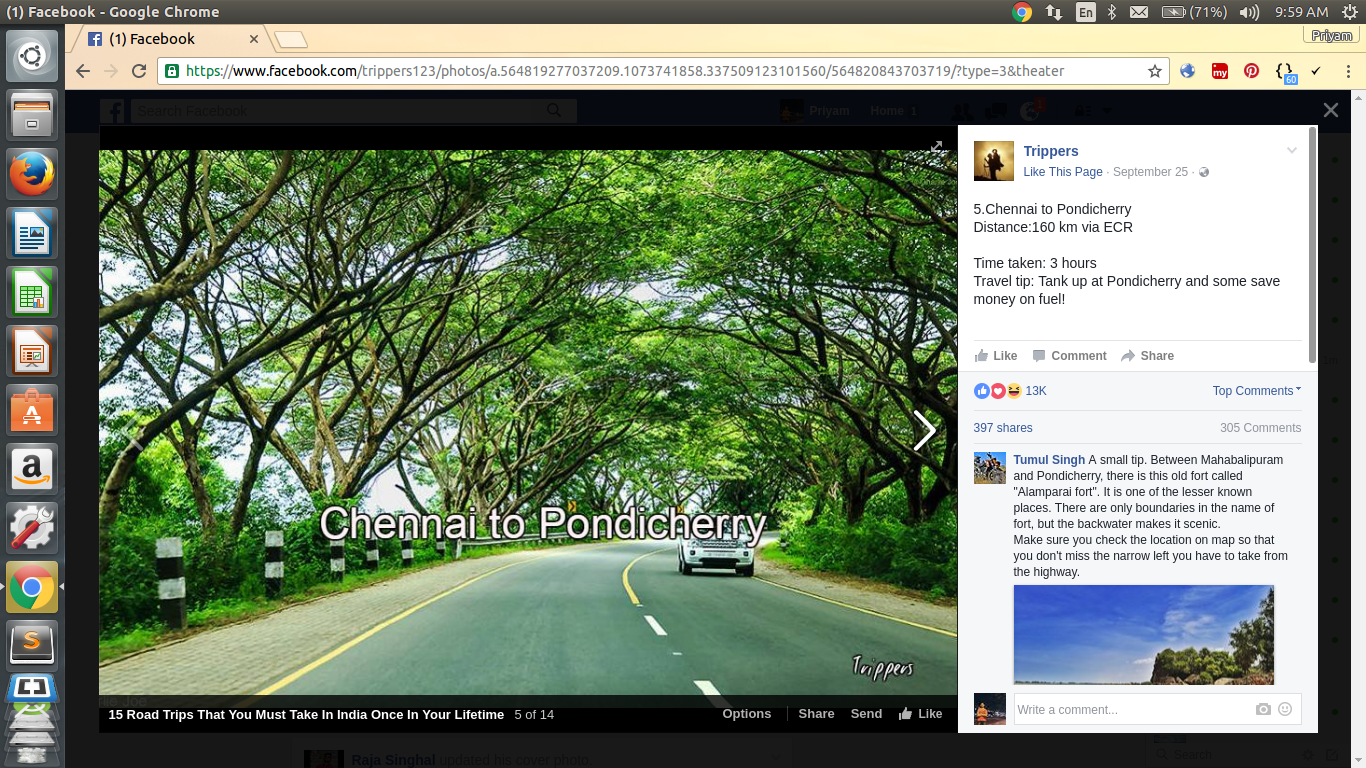 (1) Facebook - Google Chrome
En
(71%)
9:59 AM
(1) Facebook
Priyam
https://www.facebook.com/trippers123/photos/a.564819277037209.1073741858.337509123101560/564820843703719/?type=3&theater
my
60
Search Facebook
Priyam
Home 1
Chennai to Pondicherry
Trippers
15 Road Trips That You Must Take In India Once In Your Lifetime 5 of 14
Options Share Send Like
Trippers
Like This Page · September 25 ·
5.Chennai to Pondicherry
Distance:160 km via ECR
Time taken: 3 hours
Travel tip: Tank up at Pondicherry and some save
money on fuel!
Like Comment Share
13K
Top Comments
397 shares
305 Comments
Tumul Singh A small tip. Between Mahabalipuram
and Pondicherry, there is this old fort called
"Alamparai fort". It is one of the lesser known
places. There are only boundaries in the name of
fort, but the backwater makes it scenic.
Make sure you check the location on map so that
you don't miss the narrow left you have to take from
the highway.
Write a comment...
Raja Singhal updated his cover photo.
Search